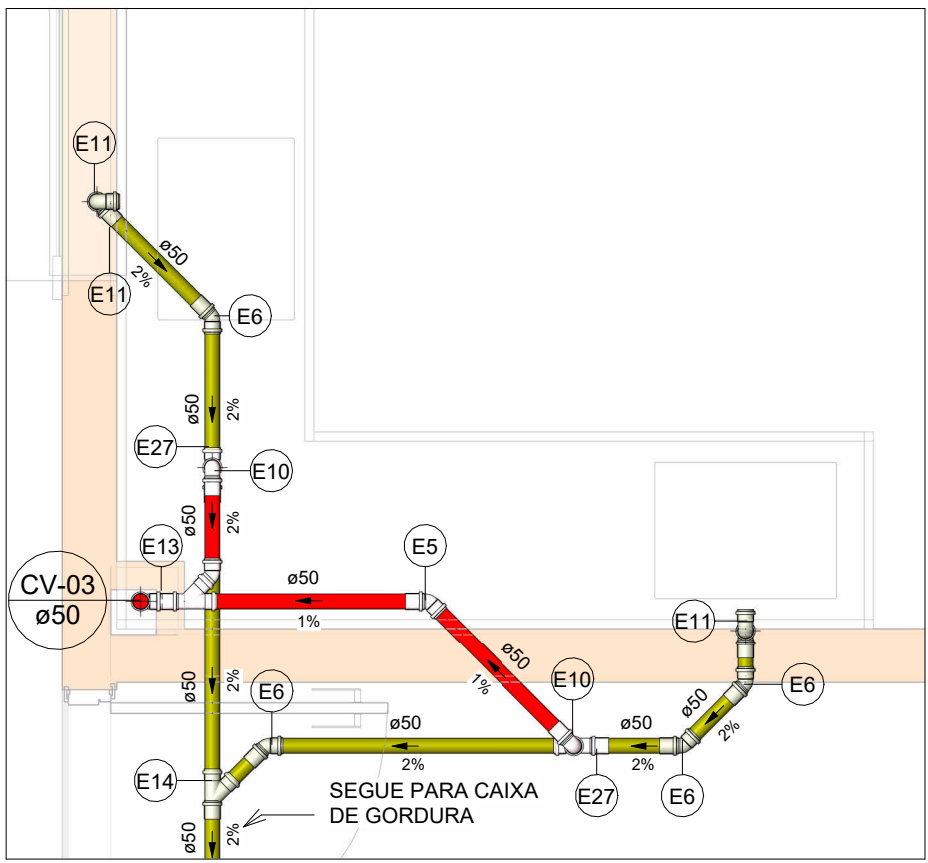 E11
ø50
E11
2%
E6
ø50
2%
E27
E10
ø50
2%
E13
E5
CV-03
ø50
ø50
1%
E11
ø50
1%
E10
E6
ø50
2%
E6
ø50
2%
ø50
2%
ø50
2%
E14
E27
E6
SEGUE PARA CAIXA
DE GORDURA
ø50
2%